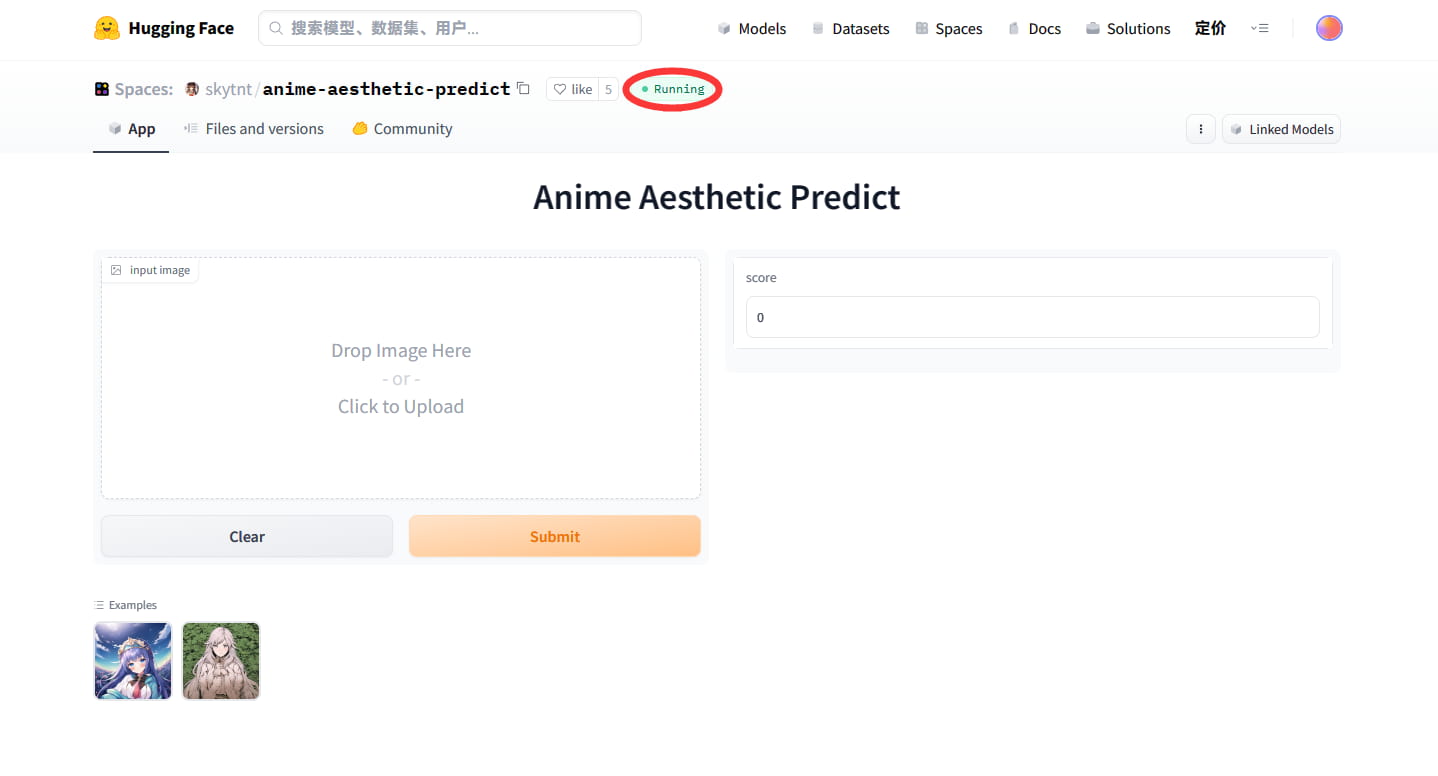 Hugging Face
搜索模型、数据集、用户...
Models
Datasets
Spaces
Docs
Solutions
定价
Spaces: skytnt/anime-aesthetic-predict
like 5
Running
App
Files and versions
Community
Linked Models
Anime Aesthetic Predict
input image
Drop Image Here
- or -
Click to Upload
Clear
Submit
score
0
Examples